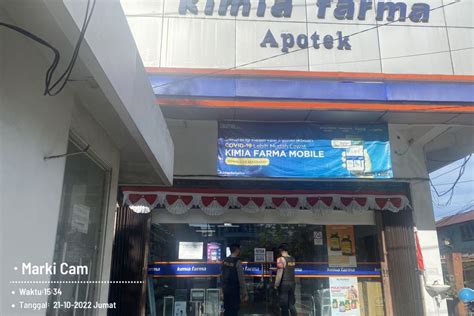 kimia farma
Apotek
COVID-19 Lebih Mudah Lewat
KIMIA FARMA MOBILE
kimia farma
kimia farma
• Marki Cam
• Waktu 15:34
• Tanggal: 21-10-2022 Jumat